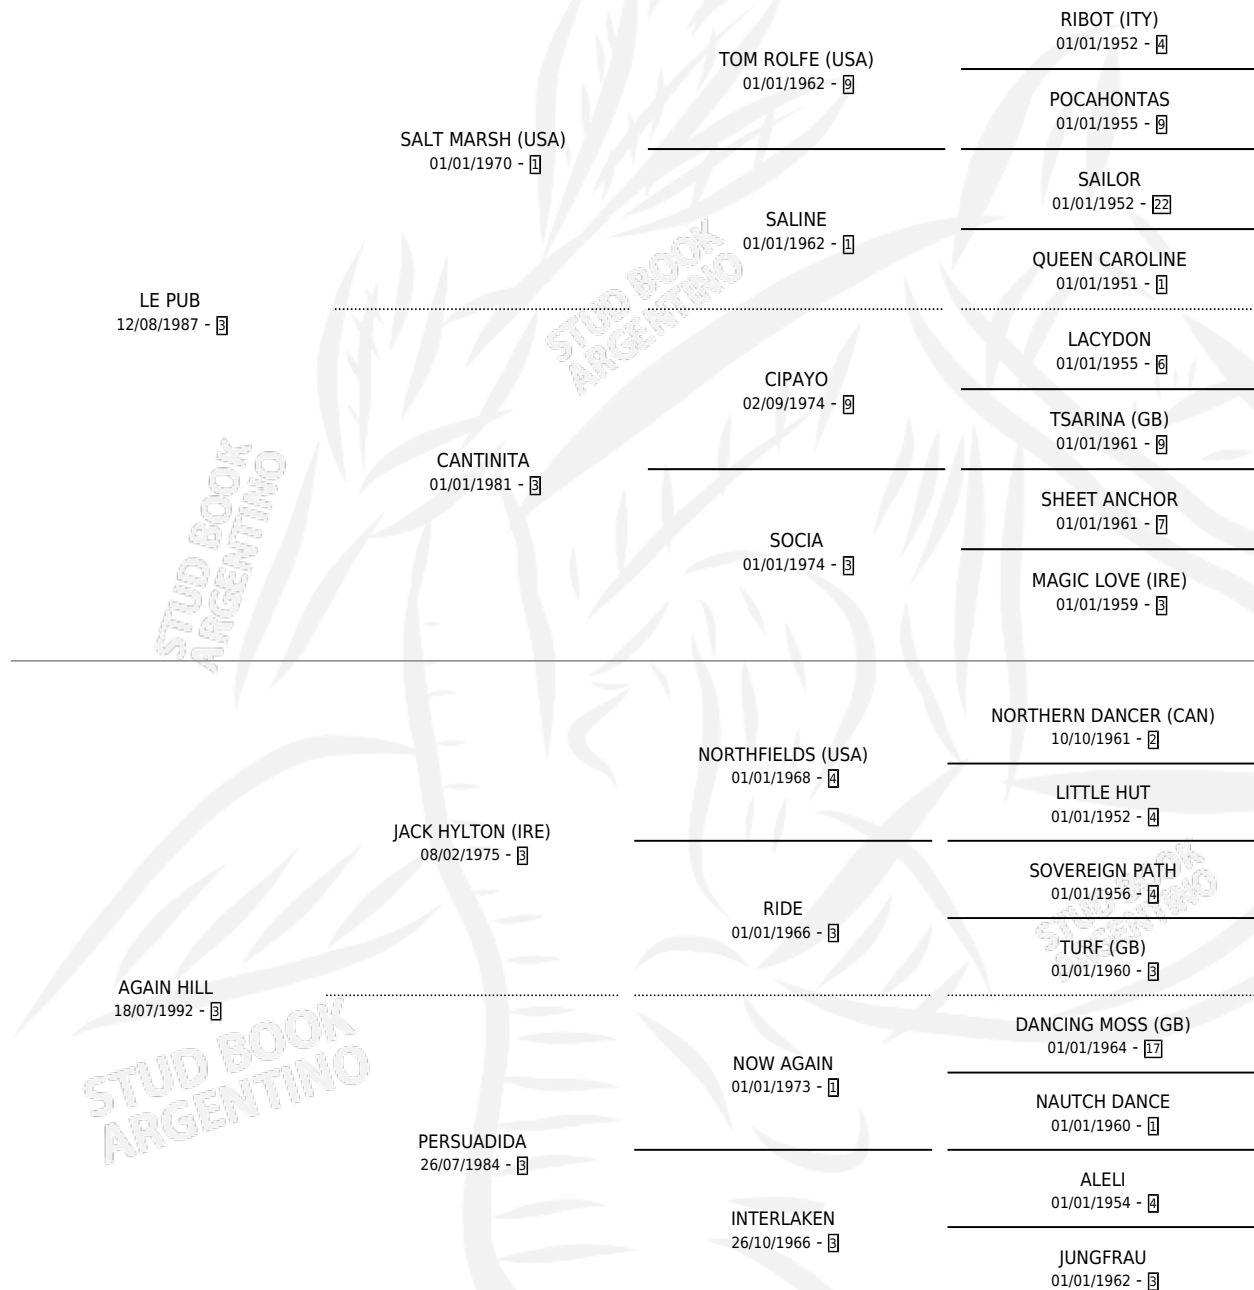 RIBOT (ITY)
01/01/1952 - 4
TOM ROLFE (USA)
01/01/1962 - 9
POCAHONTAS
01/01/1955 - 9
SALT MARSH (USA)
01/01/1970 - 1
SAILOR
01/01/1952 - 22
SALINE
01/01/1962 - 1
QUEEN CAROLINE
01/01/1951 - 1
LE PUB
12/08/1987 - 3
LACYDON
01/01/1955 - 6
CIPAYO
02/09/1974 - 9
TSARINA (GB)
01/01/1961 - 9
CANTINITA
01/01/1981 - 3
SHEET ANCHOR
01/01/1961 - 7
SOCIA
01/01/1974 - 3
MAGIC LOVE (IRE)
01/01/1959 - 3
NORTHERN DANCER (CAN)
10/10/1961 - 2
NORTHFIELDS (USA)
01/01/1968 - 4
LITTLE HUT
01/01/1952 - 4
JACK HYLTON (IRE)
08/02/1975 - 3
SOVEREIGN PATH
01/01/1956 - 4
RIDE
01/01/1966 - 3
TURF (GB)
01/01/1960 - 3
AGAIN HILL
18/07/1992 - 3
DANCING MOSS (GB)
01/01/1964 - 17
NOW AGAIN
01/01/1973 - 1
NAUTCH DANCE
01/01/1960 - 1
PERSUADIDA
26/07/1984 - 3
ALELI
01/01/1954 - 4
INTERLAKEN
26/10/1966 - 3
JUNGFRAU
01/01/1962 - 3
STUD BOOK
ARGENTINO
STUD BOOK
ARGENTINO
STUD BOOK
ARGENTINO
STUD BOOK
ARGENTINO